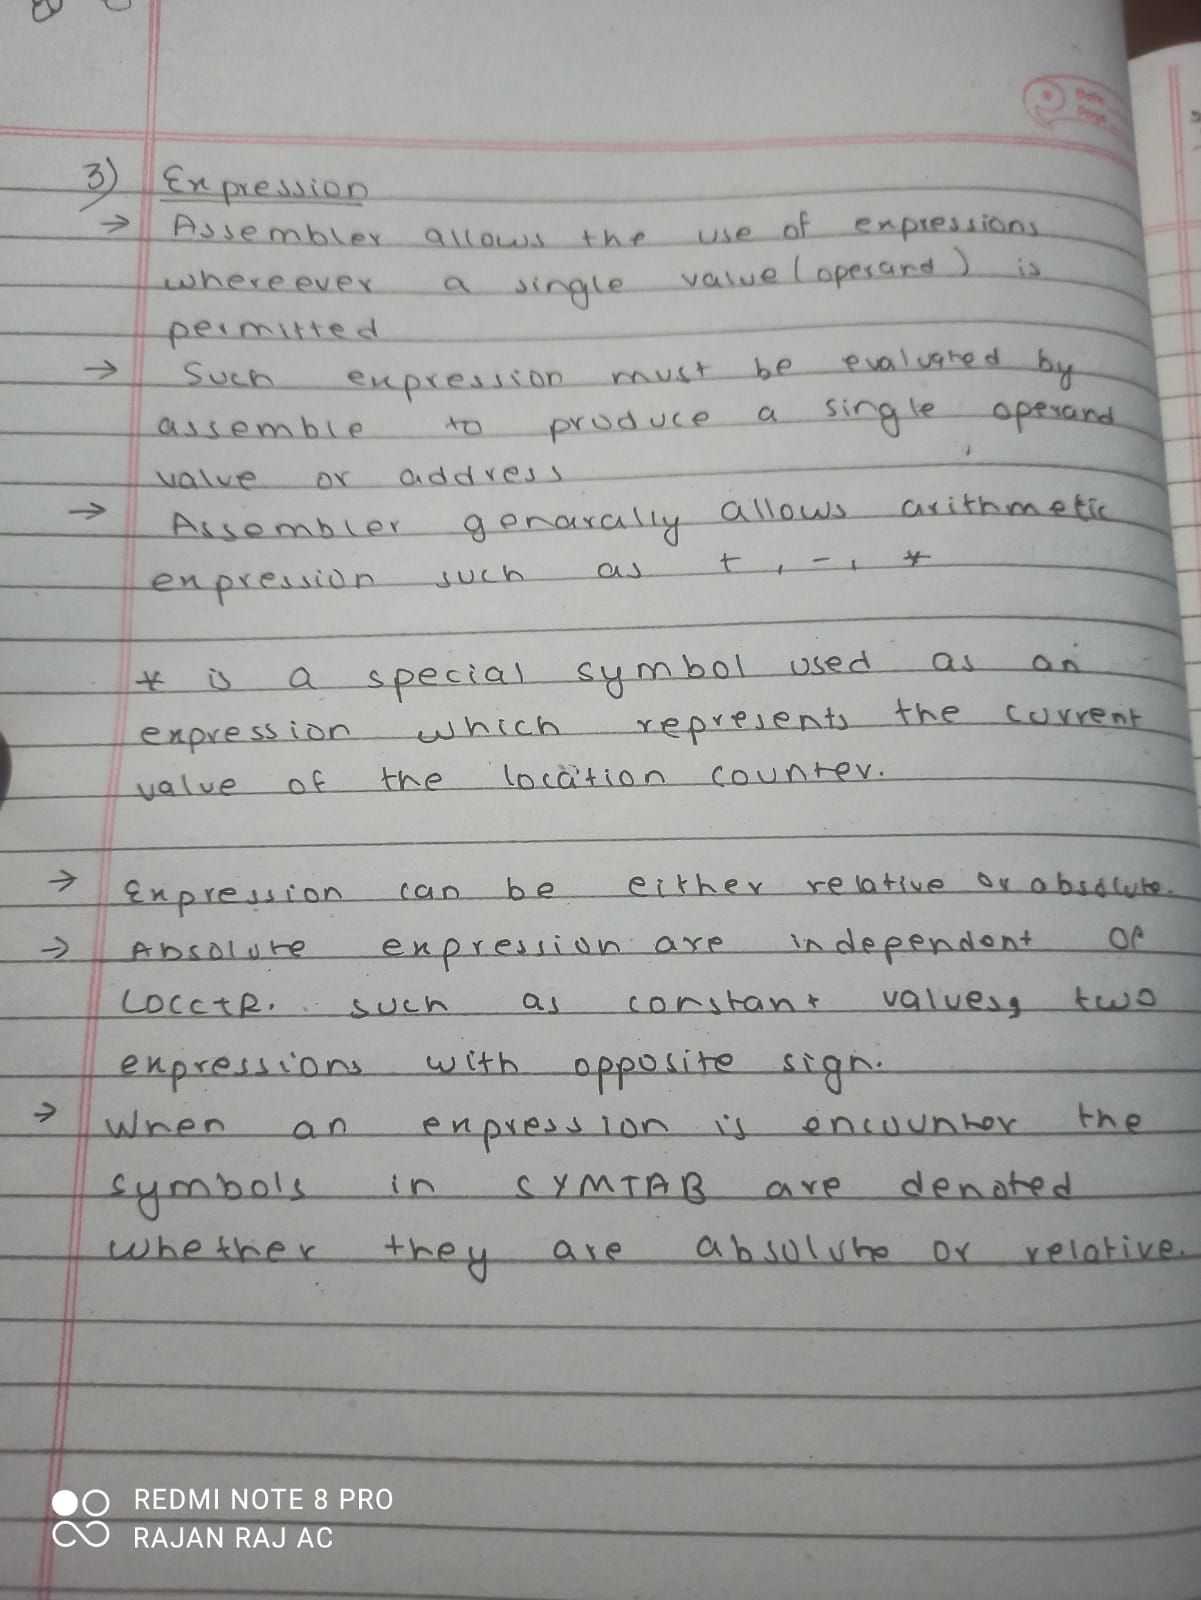 3) Expression
→ Assembler allows the use of expressions
whereever a single value (operand) is
permitted
→ Such expression must be evaluated by
assemble to produce a single operand
value or address
→ Assembler genarally allows arithmetic
expression such as +, -, *
* is a special symbol used as an
expression which represents the current
value of the location counter.
→ Expression can be either relative or absolute.
→ Absolute expression are independent of
LOCCTR. such as constant values, two
expressions with opposite sign.
→ When an expression is encounter the
symbols in SYMTAB are denoted
whether they are absolute or relative.
REDMI NOTE 8 PRO
RAJAN RAJ AC